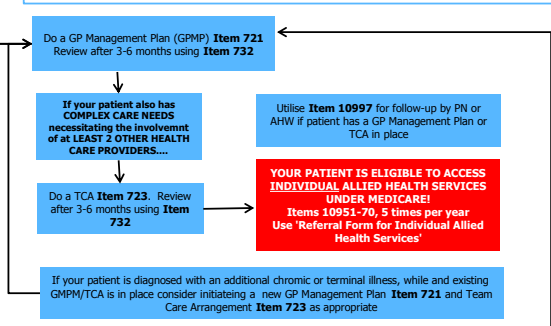 Do a GP Management Plan (GPMP) Item 721
Review after 3-6 months using Item 732
If your patient also has
COMPLEX CARE NEEDS
necessitating the involvemnt
of at LEAST 2 OTHER HEALTH
CARE PROVIDERS....
Utilise Item 10997 for follow-up by PN or
AHW if patient has a GP Management Plan or
TCA in place
Do a TCA Item 723. Review
after 3-6 months using Item
732
YOUR PATIENT IS ELIGIBLE TO ACCESS
INDIVIDUAL ALLIED HEALTH SERVICES
UNDER MEDICARE!
Items 10951-70, 5 times per year
Use 'Referral Form for Individual Allied
Health Services'
If your patient is diagnosed with an additional chronic or terminal illness, while and existing
GMPM/TCA is in place consider initiateing a new GP Management Plan Item 721 and Team
Care Arrangement Item 723 as appropriate